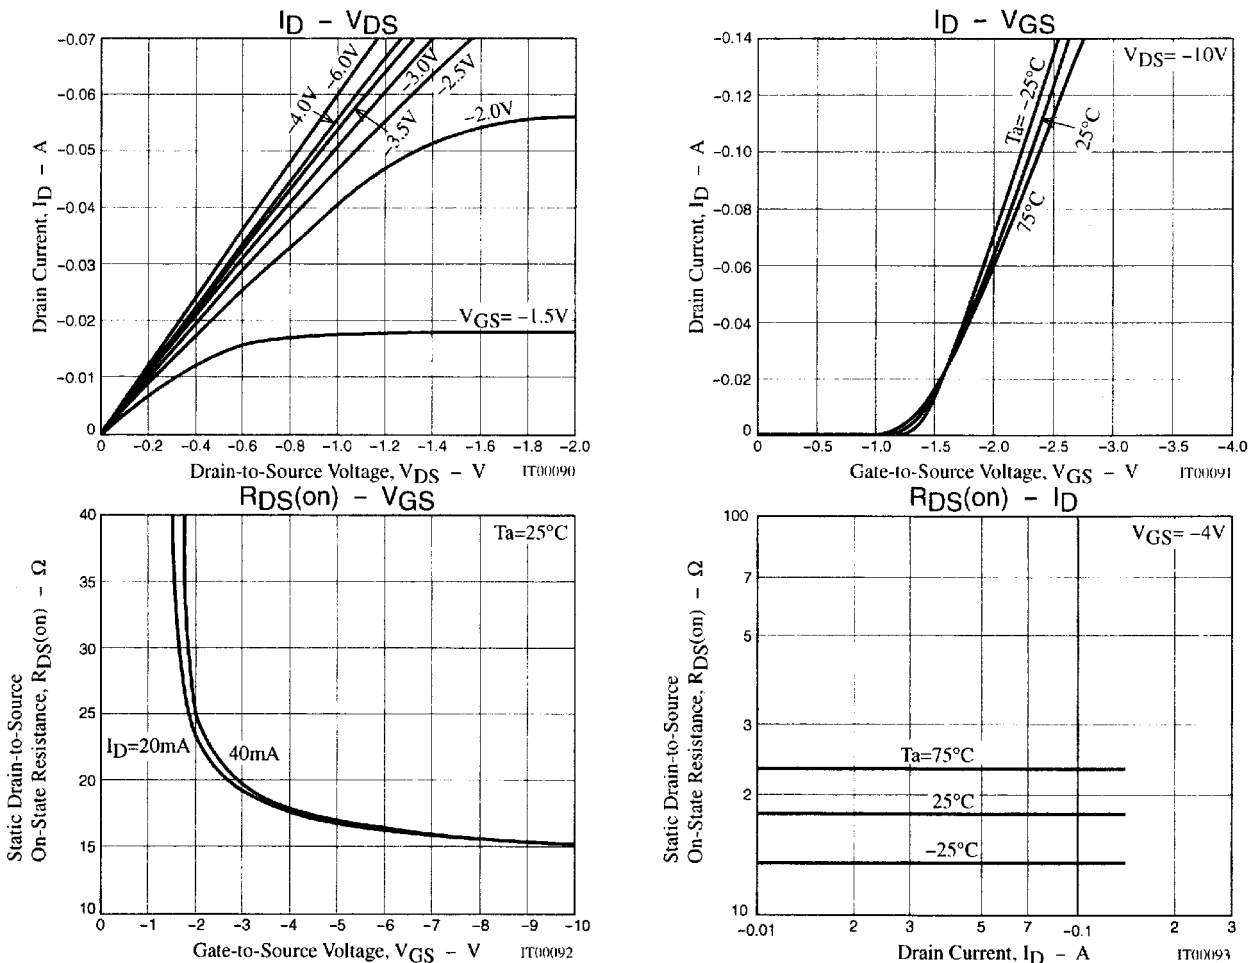 ID – VDS
-0.07
-0.06
-0.05
-0.04
-0.03
-0.02
-0.01
0
Drain Current, ID – A
-4.0V
-6.0V
-3.5V
-3.0V
-2.5V
-2.0V
VGS= -1.5V
0 -0.2 -0.4 -0.6 -0.8 -1.0 -1.2 -1.4 -1.6 -1.8 -2.0
Drain-to-Source Voltage, VDS – V
IT00090
ID – VGS
-0.14
-0.12
-0.10
-0.08
-0.06
-0.04
-0.02
0
Drain Current, ID – A
VDS= -10V
Ta= -25°C
25°C
75°C
0 -0.5 -1.0 -1.5 -2.0 -2.5 -3.0 -3.5 -4.0
Gate-to-Source Voltage, VGS – V
IT00091
RDS(on) – VGS
40
35
30
25
20
15
10
Static Drain-to-Source
On-State Resistance, RDS(on) – Ω
Ta=25°C
ID=20mA
40mA
0 -1 -2 -3 -4 -5 -6 -7 -8 -9 -10
Gate-to-Source Voltage, VGS – V
IT00092
RDS(on) – ID
100
7
5
3
2
10
Static Drain-to-Source
On-State Resistance, RDS(on) – Ω
VGS= -4V
Ta=75°C
25°C
-25°C
-0.01 2 3 5 7 -0.1 2 3
Drain Current, ID – A
IT00093